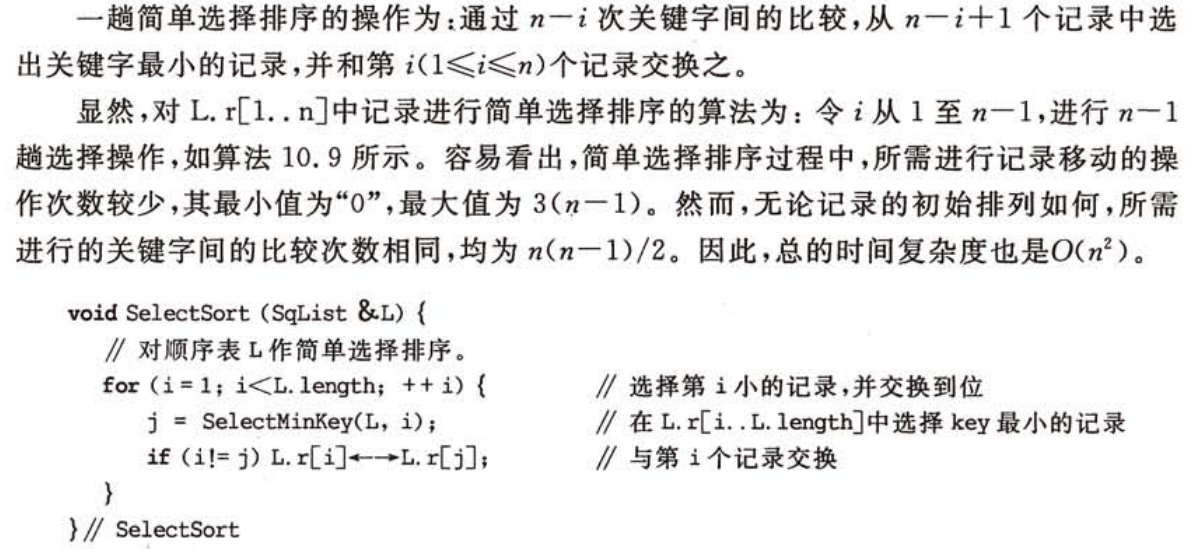 一趟简单选择排序的操作为:通过 n－i 次关键字间的比较,从 n－i＋1 个记录中选
出关键字最小的记录,并和第 i(1≤i≤n)个记录交换之。
显然,对 L.r[1..n]中记录进行简单选择排序的算法为：令 i 从 1 至 n－1,进行 n－1
趟选择操作,如算法 10.9 所示。容易看出,简单选择排序过程中,所需进行记录移动的操
作次数较少,其最小值为“0”,最大值为 3(n－1)。然而,无论记录的初始排列如何,所需
进行的关键字间的比较次数相同,均为 n(n－1)/2。因此,总的时间复杂度也是O(n²)。
void SelectSort (SqList &L) {
// 对顺序表 L 作简单选择排序。
for (i = 1; i<L.length; ++i) { // 选择第 i 小的记录,并交换到位
j = SelectMinKey(L, i); // 在 L.r[i..L.length]中选择 key 最小的记录
if (i!= j) L.r[i]←→L.r[j]; // 与第 i 个记录交换
}
}// SelectSort